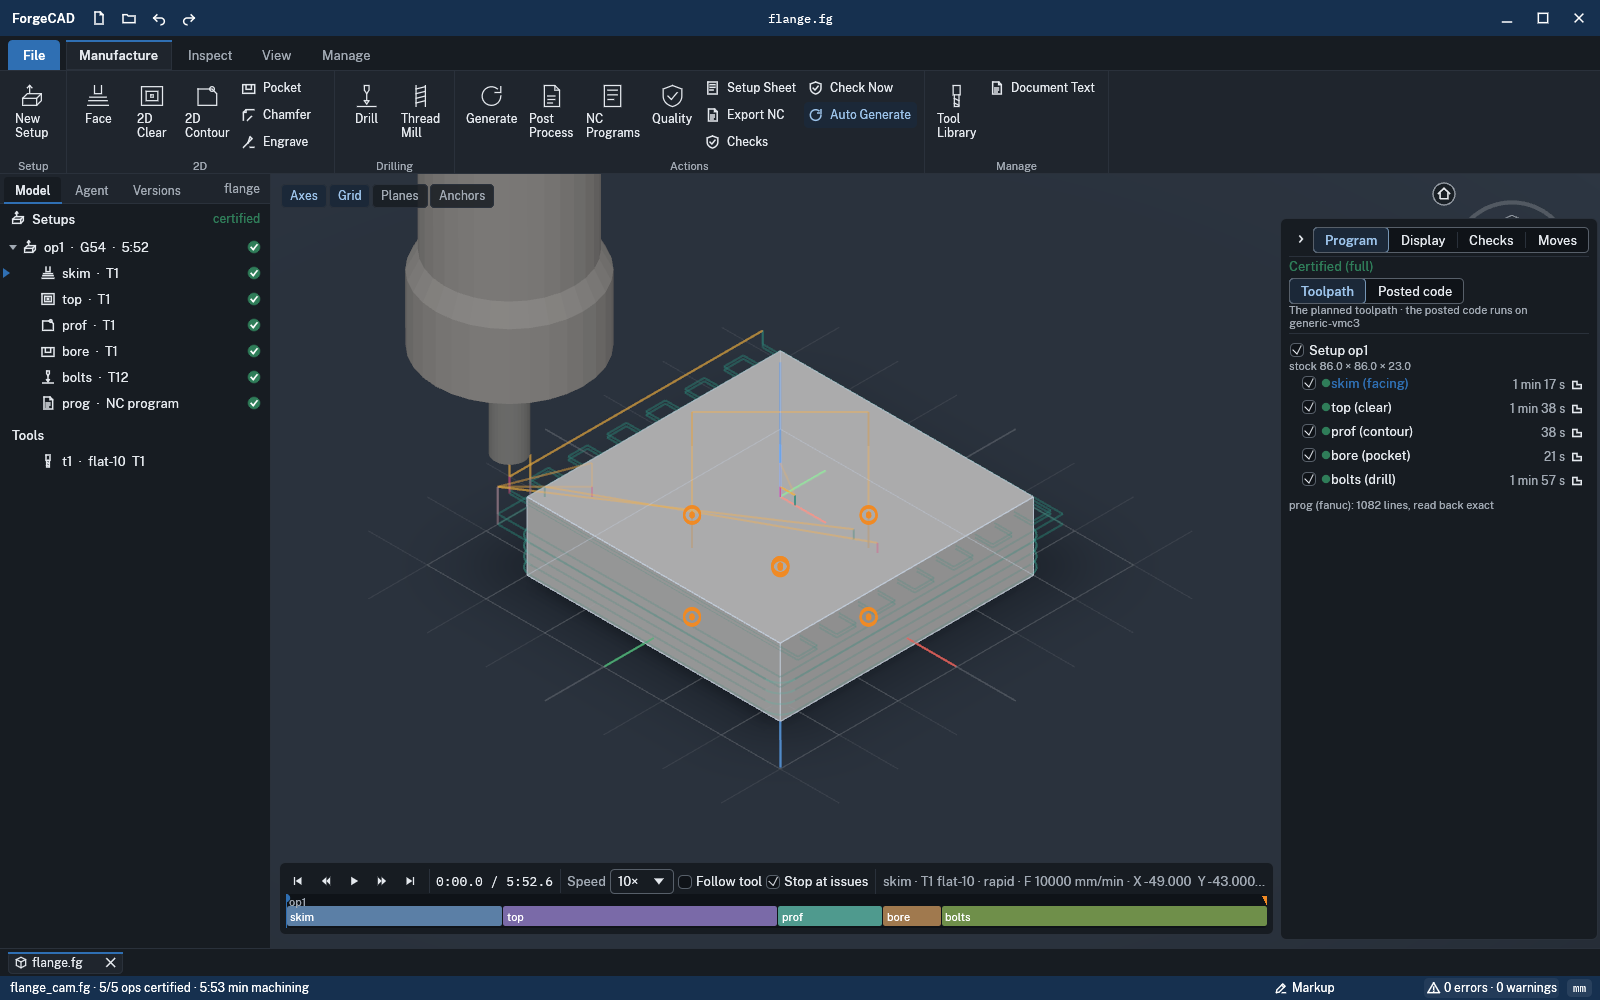 ForgeCAD
flange.fg
File
Manufacture
Inspect
View
Manage
New Setup
Face
2D Clear
2D Contour
Pocket
Chamfer
Engrave
Drill
Thread Mill
Generate
Post Process
NC Programs
Quality
Setup Sheet
Export NC
Checks
Check Now
Auto Generate
Tool Library
Document Text
Setup
2D
Drilling
Actions
Manage
Model
Agent
Versions
flange
Setups
certified
op1 · G54 · 5:52
skim · T1
top · T1
prof · T1
bore · T1
bolts · T12
prog · NC program
Tools
t1 · flat-10 T1
Axes
Grid
Planes
Anchors
Program
Display
Checks
Moves
Certified (full)
Toolpath
Posted code
The planned toolpath · the posted code runs on
generic-vmc3
Setup op1
stock 86.0 × 86.0 × 23.0
skim (facing) 1 min 17 s
top (clear) 1 min 38 s
prof (contour) 38 s
bore (pocket) 21 s
bolts (drill) 1 min 57 s
prog (fanuc): 1082 lines, read back exact
0:00.0 / 5:52.6
Speed
10×
Follow tool
Stop at issues
skim · T1 flat-10 · rapid · F 10000 mm/min · X -49.000 Y -43.000...
op1
skim
top
prof
bore
bolts
flange.fg
flange_cam.fg · 5/5 ops certified · 5:53 min machining
Markup
0 errors · 0 warnings
mm